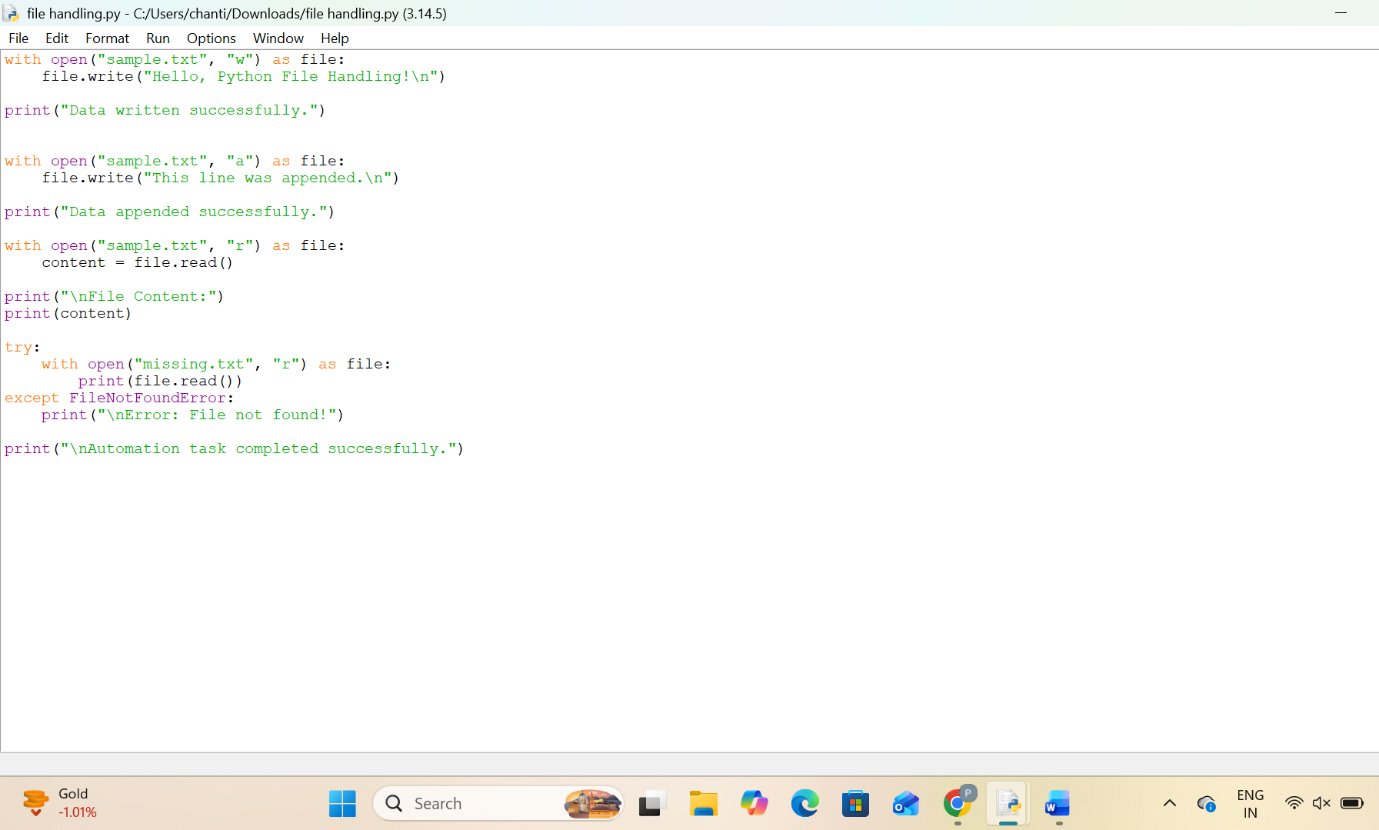 file handling.py - C:/Users/chanti/Downloads/file handling.py (3.14.5)
File Edit Format Run Options Window Help
with open("sample.txt", "w") as file:
    file.write("Hello, Python File Handling!\n")

print("Data written successfully.")


with open("sample.txt", "a") as file:
    file.write("This line was appended.\n")

print("Data appended successfully.")

with open("sample.txt", "r") as file:
    content = file.read()

print("\nFile Content:")
print(content)

try:
    with open("missing.txt", "r") as file:
        print(file.read())
except FileNotFoundError:
    print("\nError: File not found!")

print("\nAutomation task completed successfully.")
Gold
-1.01%
Search
P
ENG
IN